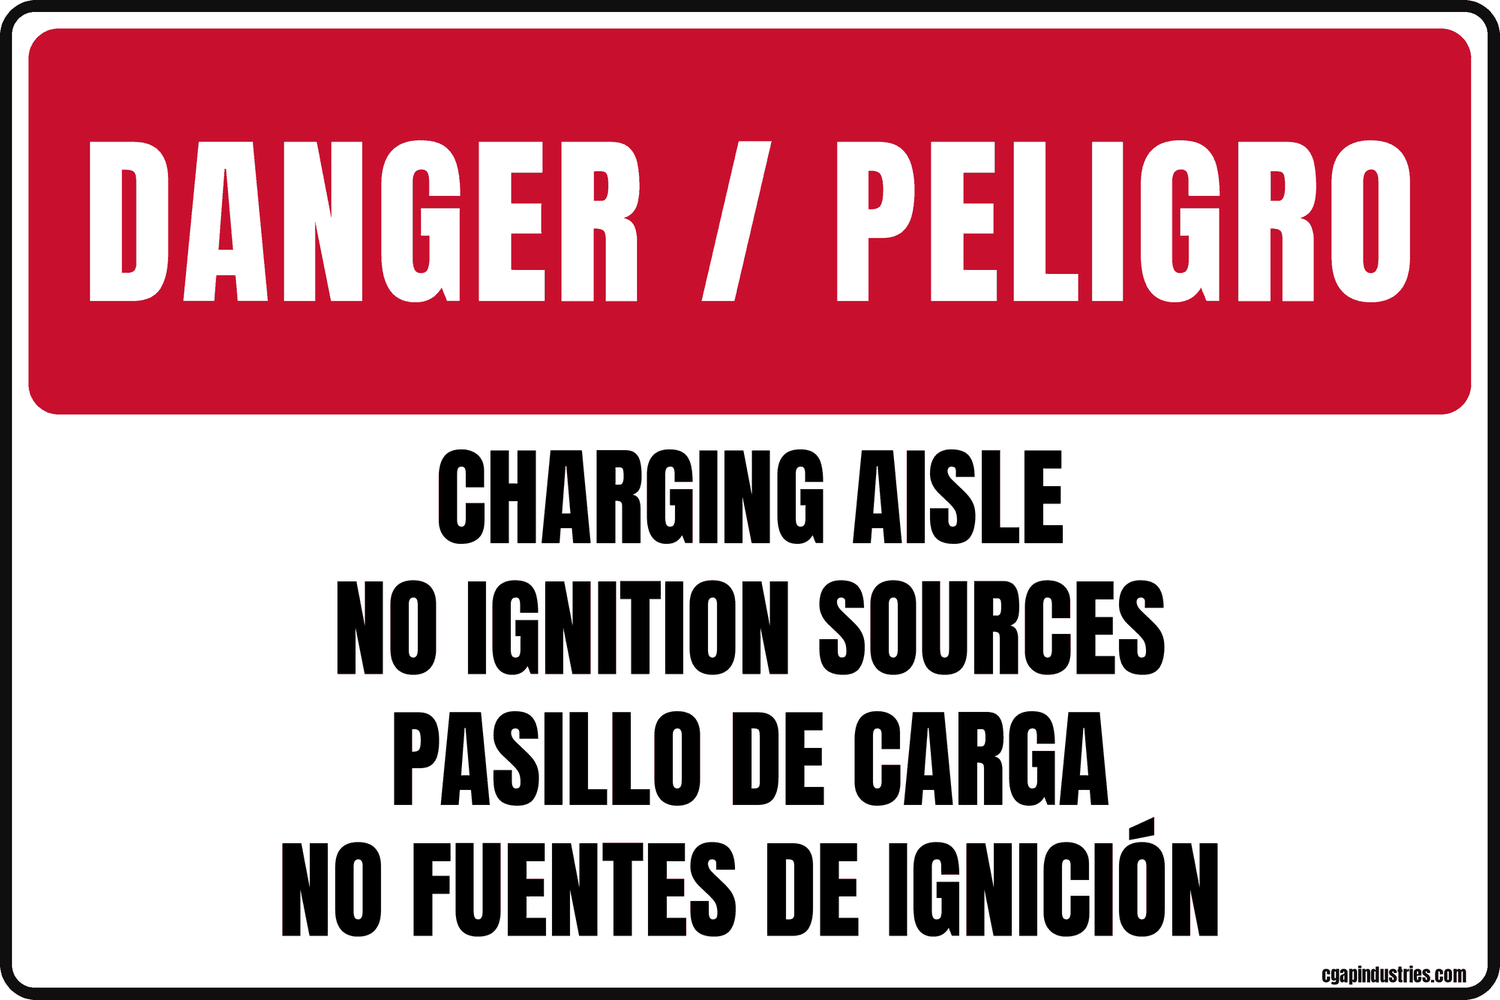 DANGER / PELIGRO
CHARGING AISLE
NO IGNITION SOURCES
PASILLO DE CARGA
NO FUENTES DE IGNICIÓN
cgapindustries.com